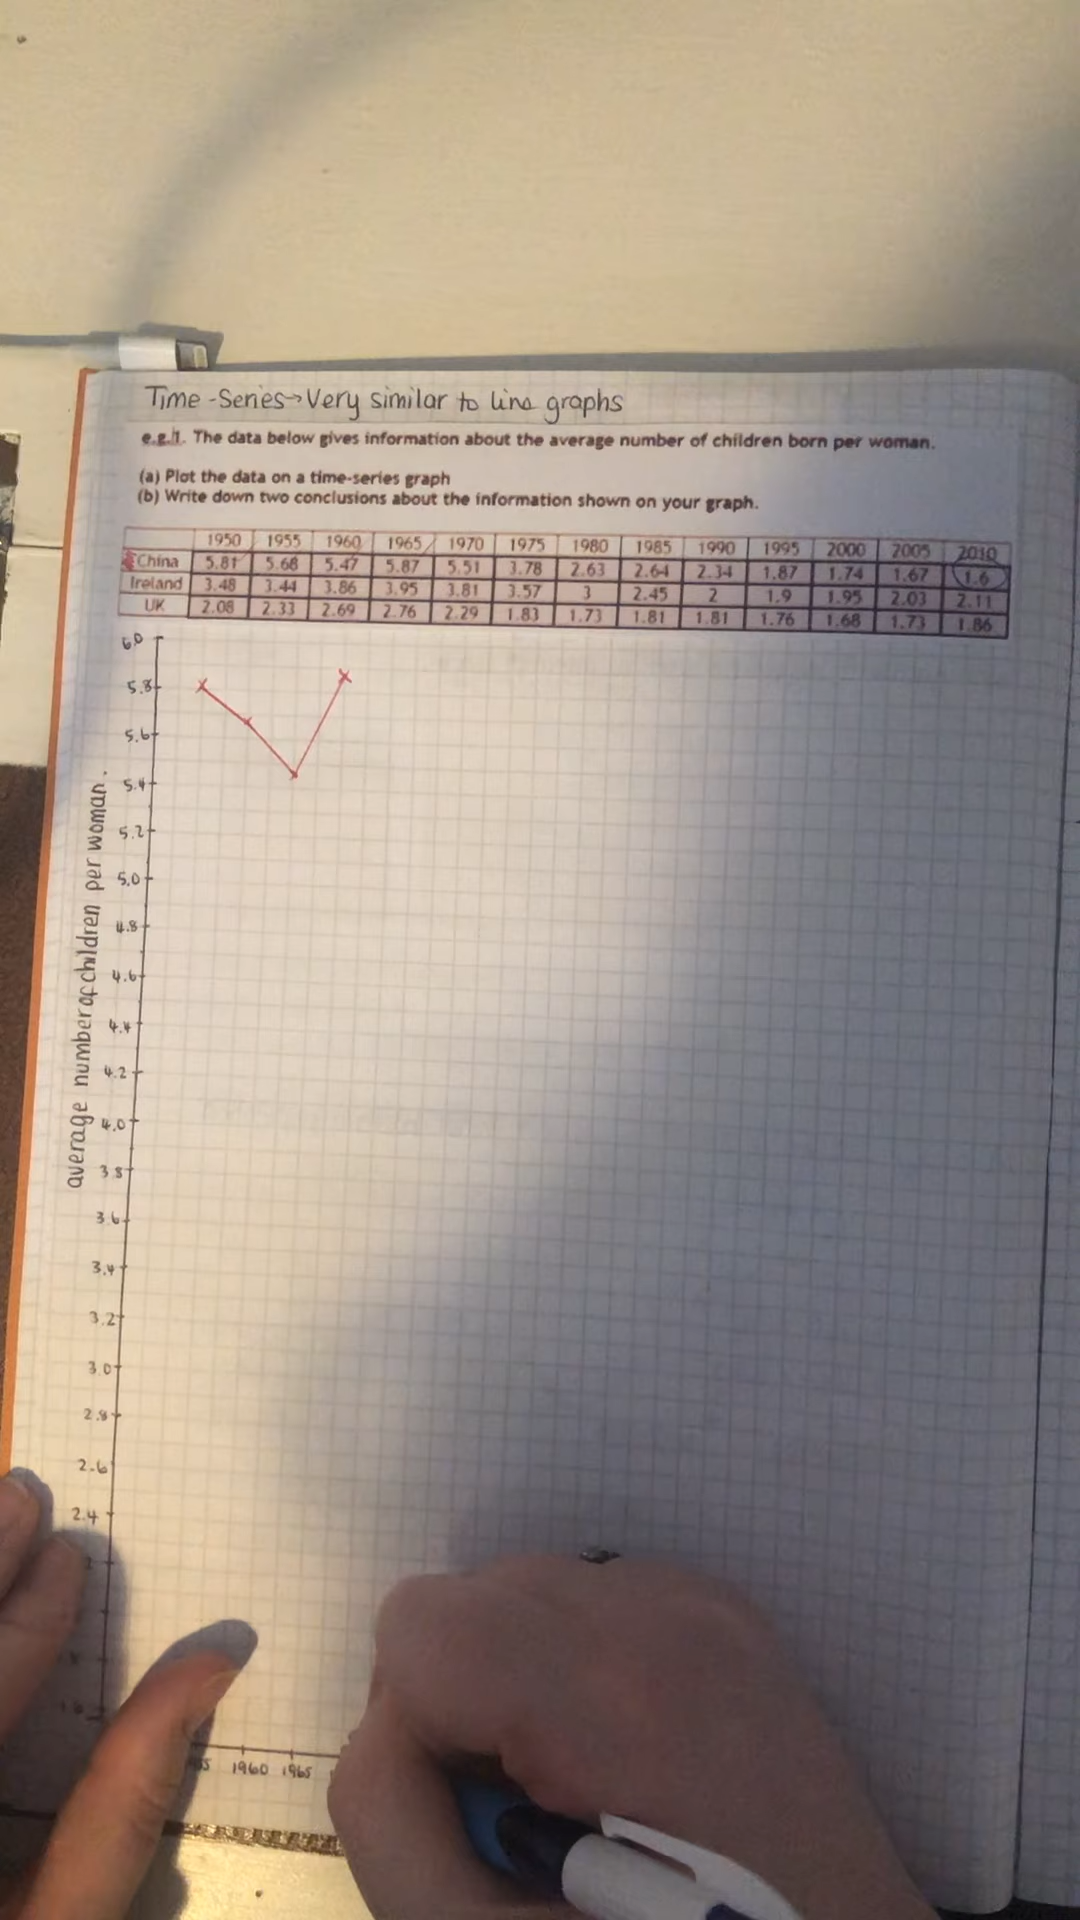 Time-Series→Very similar to line graphs
e.g.1. The data below gives information about the average number of children born per woman.
(a) Plot the data on a time-series graph
(b) Write down two conclusions about the information shown on your graph.
1950 1955 1960 1965 1970 1975 1980 1985 1990 1995 2000 2005 2010
China 5.81 5.68 5.47 5.87 5.51 3.78 2.63 2.64 2.34 1.87 1.74 1.67 1.6
Ireland 3.48 3.44 3.86 3.95 3.81 3.57 3 2.45 2 1.9 1.95 2.03 2.11
UK 2.08 2.33 2.69 2.76 2.29 1.83 1.73 1.81 1.81 1.76 1.68 1.73 1.86
average number of children per woman.
6.0
5.8
5.6
5.4
5.2
5.0
4.8
4.6
4.4
4.2
4.0
3.8
3.6
3.4
3.2
3.0
2.8
2.6
2.4
1960 1965